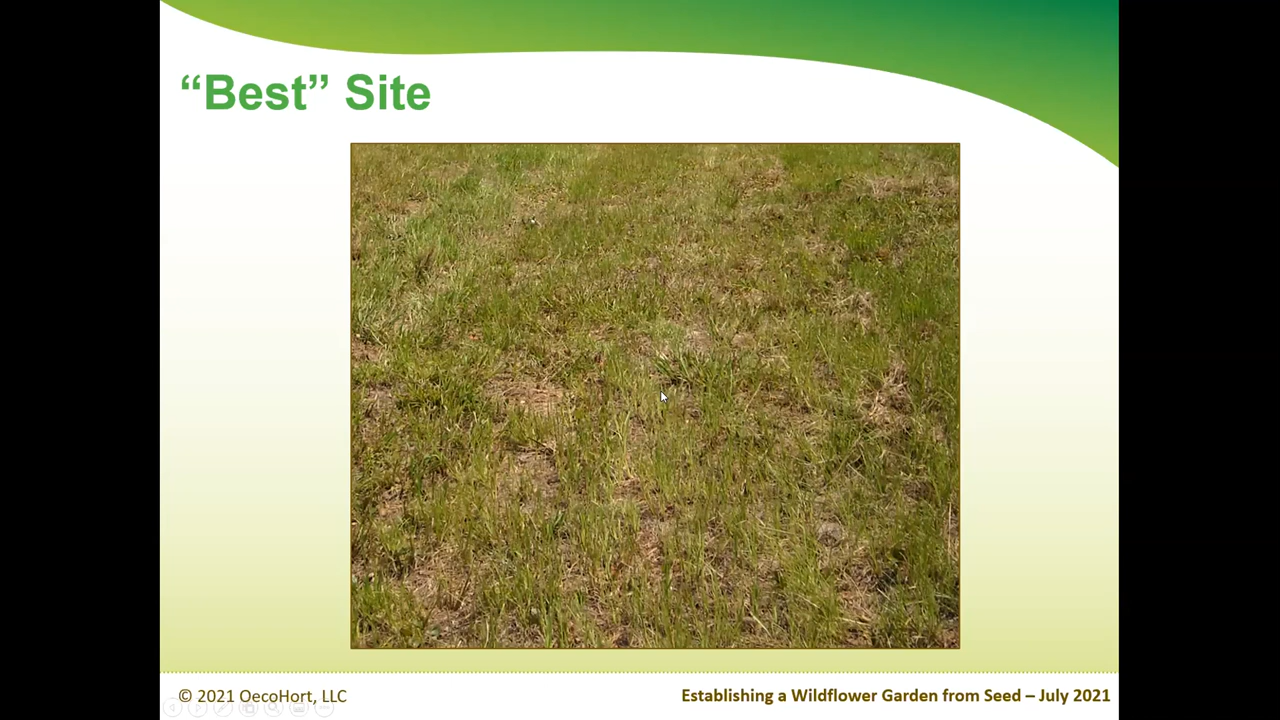 “Best” Site
© 2021 OecoHort, LLC
Establishing a Wildflower Garden from Seed – July 2021